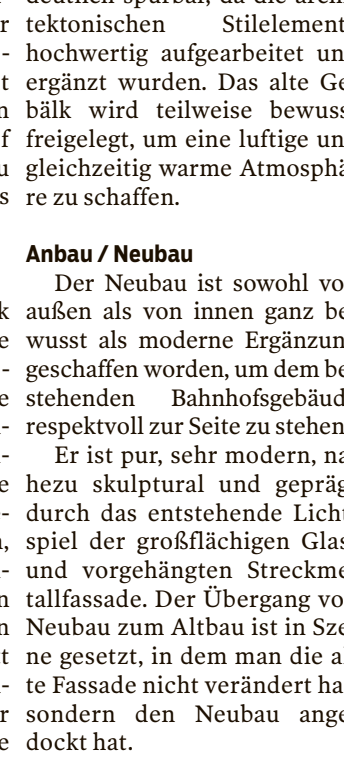 tektonischen Stilelement
hochwertig aufgearbeitet un
ergänzt wurden. Das alte Ge
bälk wird teilweise bewuss
freigelegt, um eine luftige un
gleichzeitig warme Atmosphä
re zu schaffen.
Anbau / Neubau
Der Neubau ist sowohl vo
außen als von innen ganz be
wusst als moderne Ergänzun
geschaffen worden, um dem be
stehenden Bahnhofsgebäud
respektvoll zur Seite zu stehen
Er ist pur, sehr modern, na
hezu skulptural und gepräg
durch das entstehende Licht
spiel der großflächigen Glas
und vorgehängten Streckme
tallfassade. Der Übergang vo
Neubau zum Altbau ist in Sze
ne gesetzt, in dem man die al
te Fassade nicht verändert ha
sondern den Neubau ange
dockt hat.